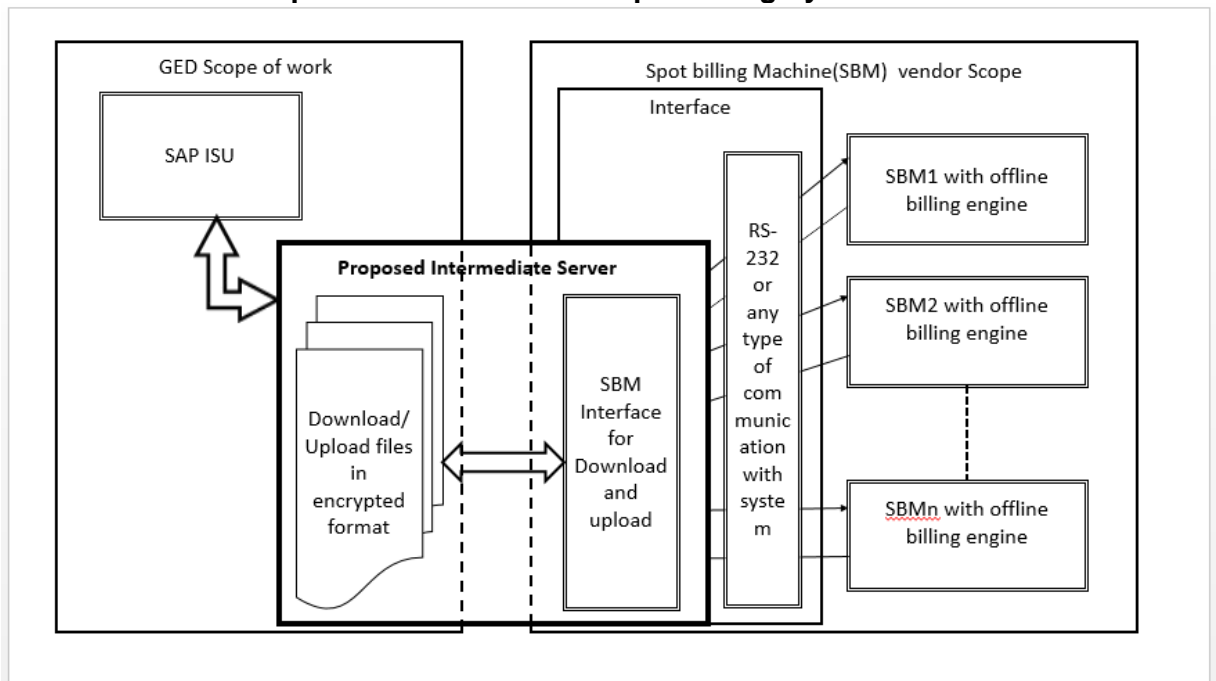 GED Scope of work
SAP ISU
Spot billing Machine(SBM) vendor Scope
Interface
Proposed Intermediate Server
Download/
Upload files
in
encrypted
format
SBM
Interface
for
Download
and
upload
RS-
232
or
any
type
of
com
munic
ation
with
syste
m
SBM1 with offline
billing engine
SBM2 with offline
billing engine
SBMn with offline
billing engine